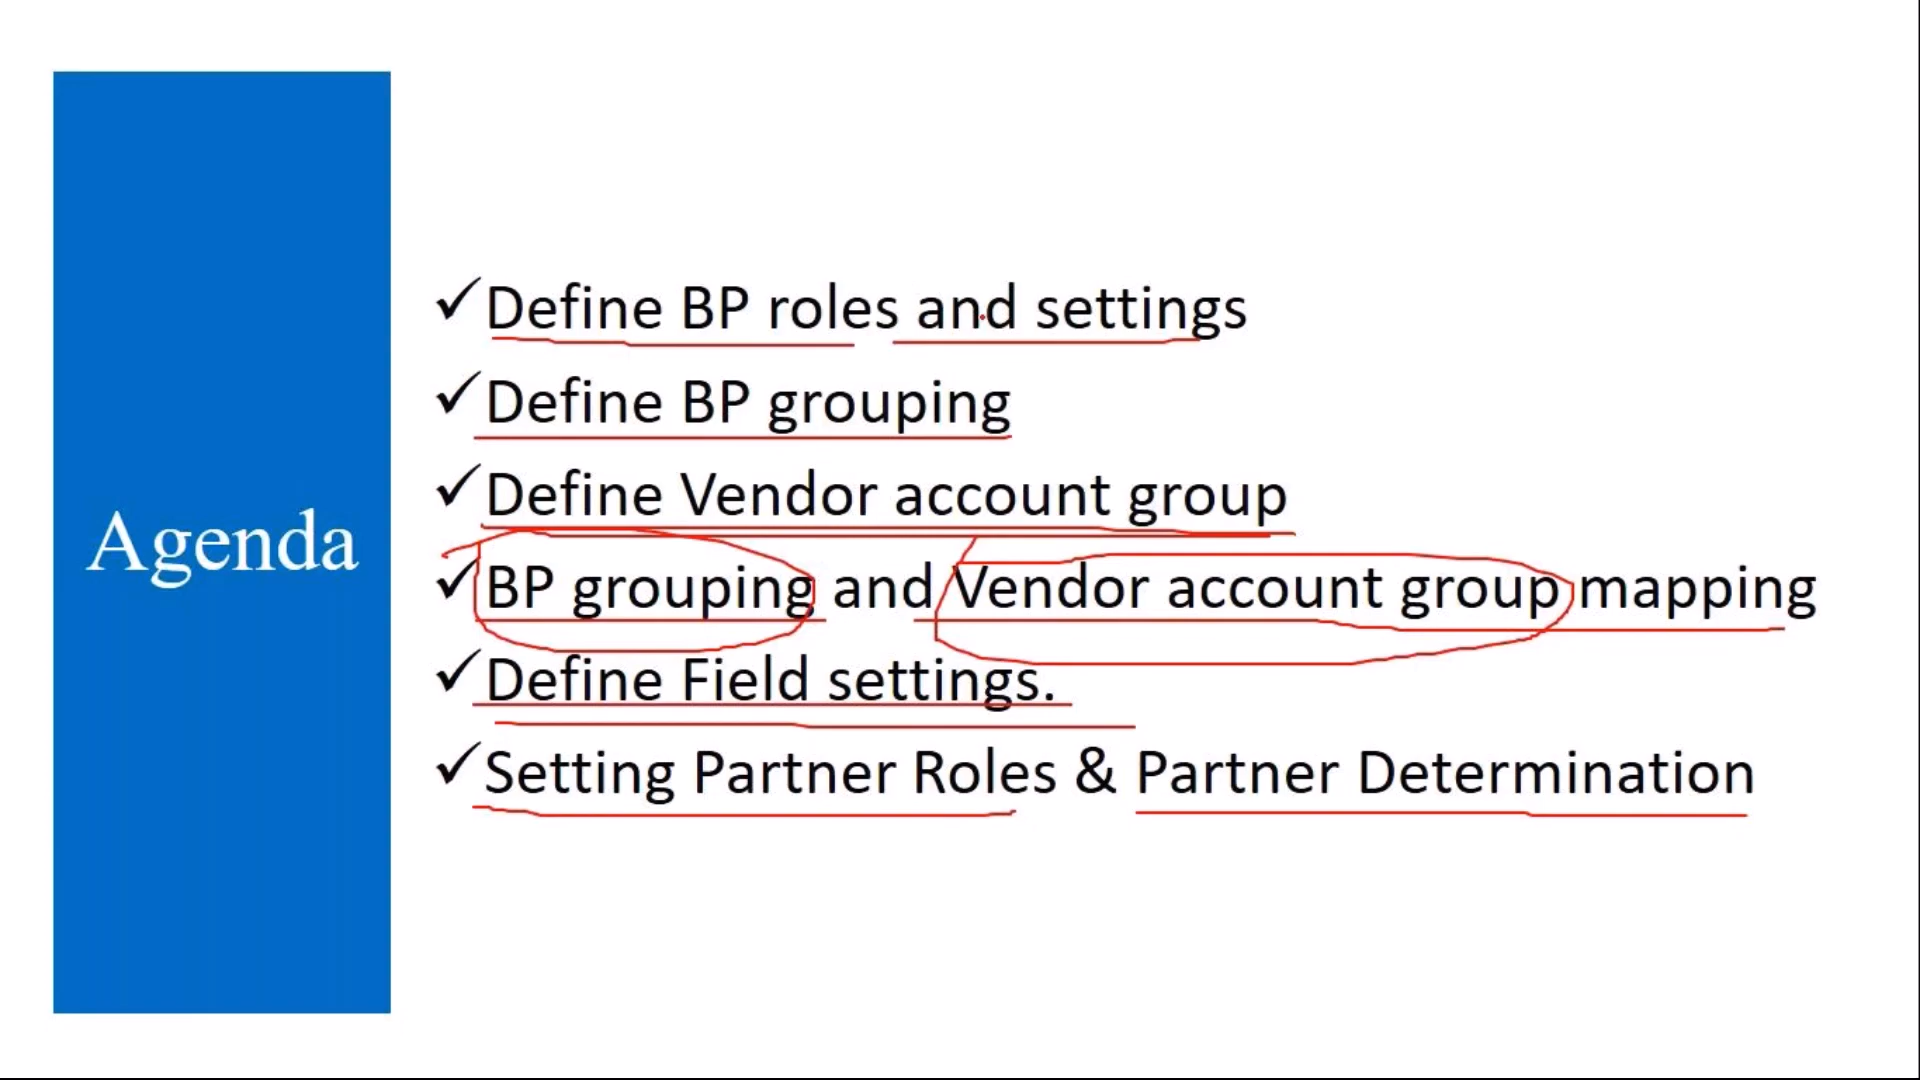 Agenda
✓Define BP roles and settings
✓Define BP grouping
✓Define Vendor account group
✓BP grouping and Vendor account group mapping
✓Define Field settings.
✓Setting Partner Roles & Partner Determination